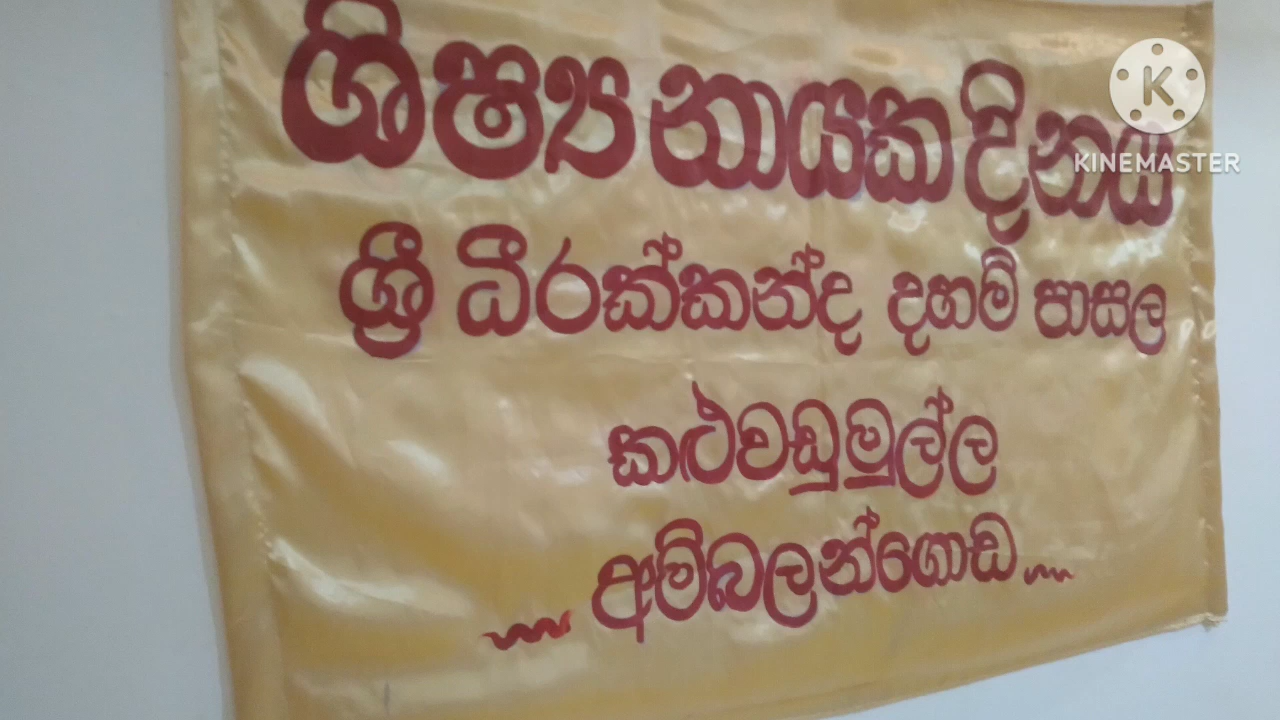 ශිෂ්‍ය නායක දිනය
ශ්‍රී ධීරක්කන්ද දහම් පාසල
කළුවඩුමුල්ල
අම්බලන්ගොඩ
K
KINEMASTER